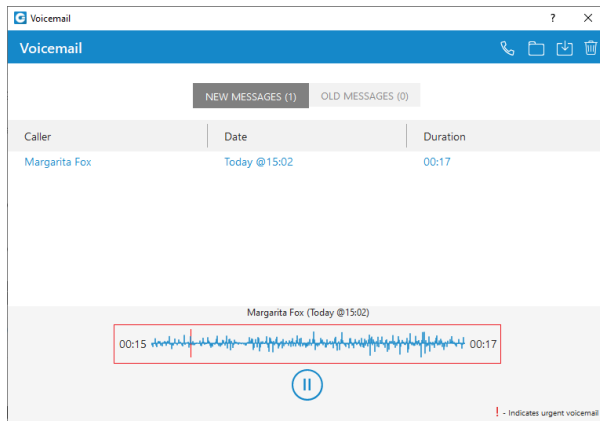 Voicemail ?
Voicemail
NEW MESSAGES (1) OLD MESSAGES (0)
Caller Date Duration
Margarita Fox Today @15:02 00:17
Margarita Fox (Today @15:02)
00:15 00:17
! - Indicates urgent voicemail